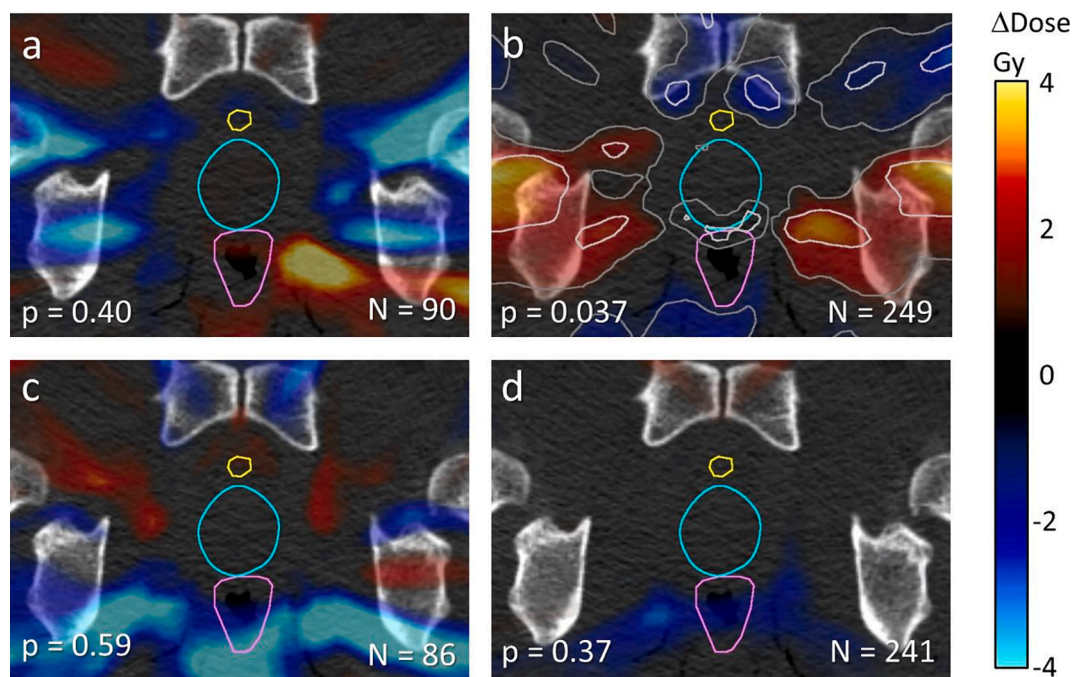 a
p = 0.40
N = 90
b
p = 0.037
N = 249
c
p = 0.59
N = 86
d
p = 0.37
N = 241
ΔDose
Gy
4
2
0
-2
-4